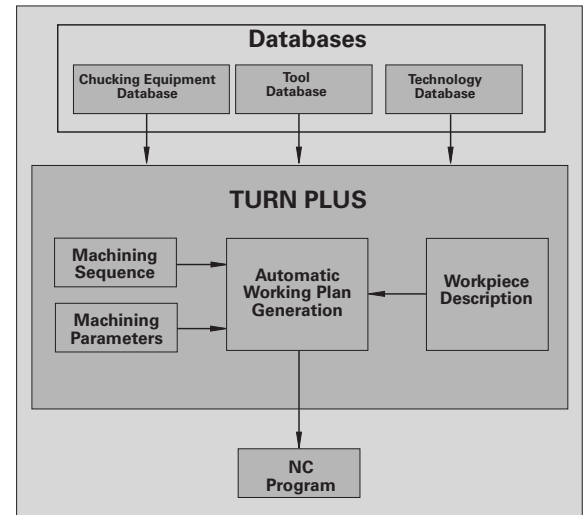 Databases
Chucking Equipment
Database
Tool
Database
Technology
Database
TURN PLUS
Machining
Sequence
Automatic
Working Plan
Generation
Workpiece
Description
Machining
Parameters
NC
Program